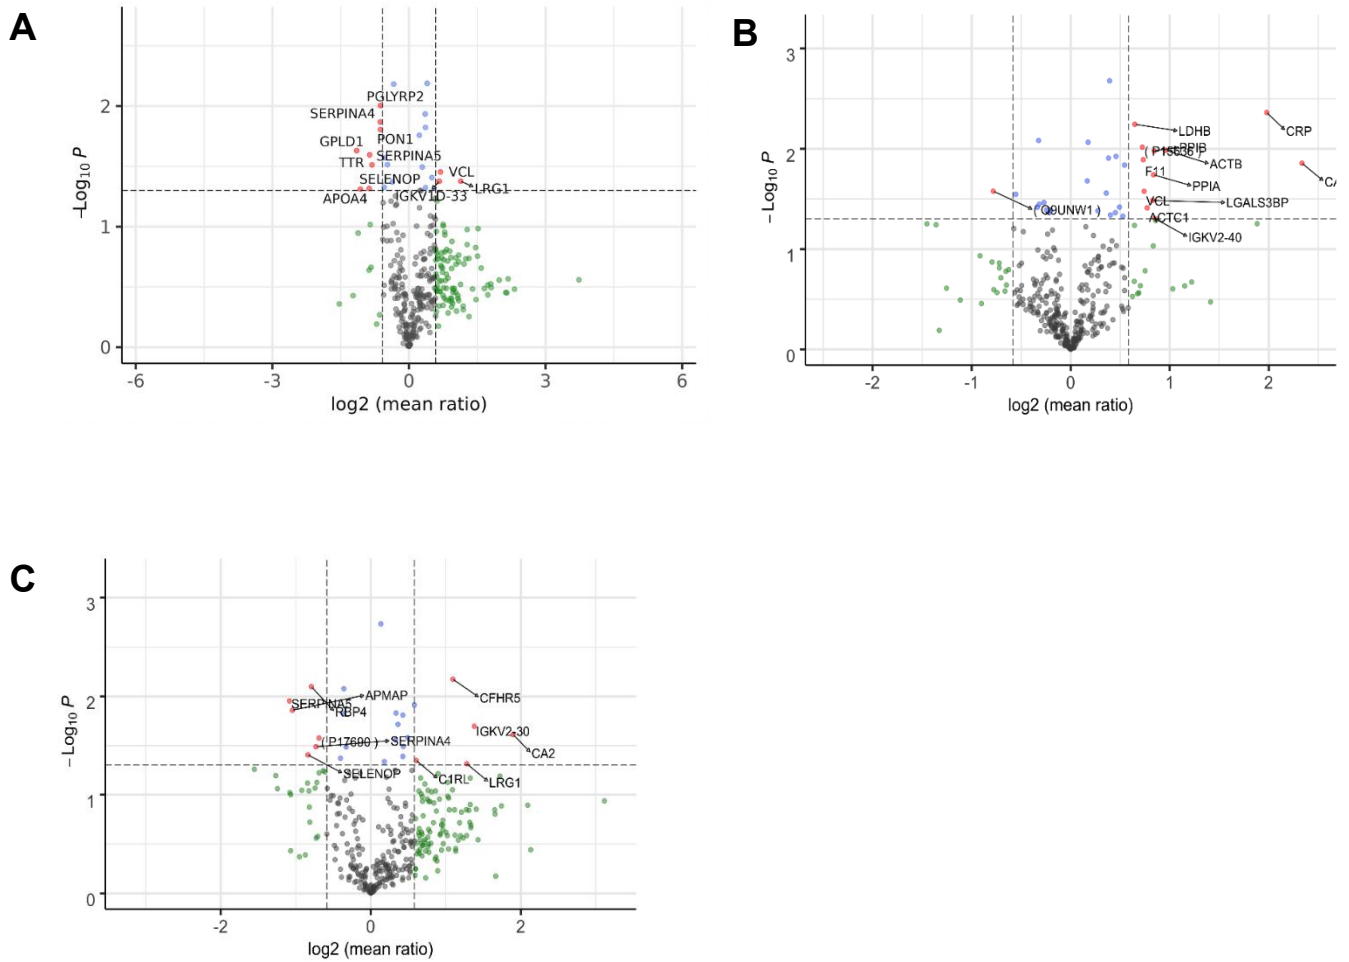 A
2
1
0
−Log10 P
PGLYRP2
SERPINA4
PON1
GPLD1
SERPINA5
TTR
VCL
SELENOP
LRG1
APOA4
IGKV1D-33
-6
-3
0
3
6
log2 (mean ratio)
B
3
2
1
0
−Log10 P
LDHB
CRP
PPIB
( P15636 )
ACTB
F11
CA
PPIA
VCL
LGALS3BP
( Q9UNW1 )
ACTC1
IGKV2-40
-2
-1
0
1
2
log2 (mean ratio)
C
3
2
1
0
−Log10 P
APMAP
CFHR5
SERPINA5
RBP4
IGKV2-30
( P17690 )
SERPINA4
CA2
SELENOP
C1RL
LRG1
-2
0
2
log2 (mean ratio)